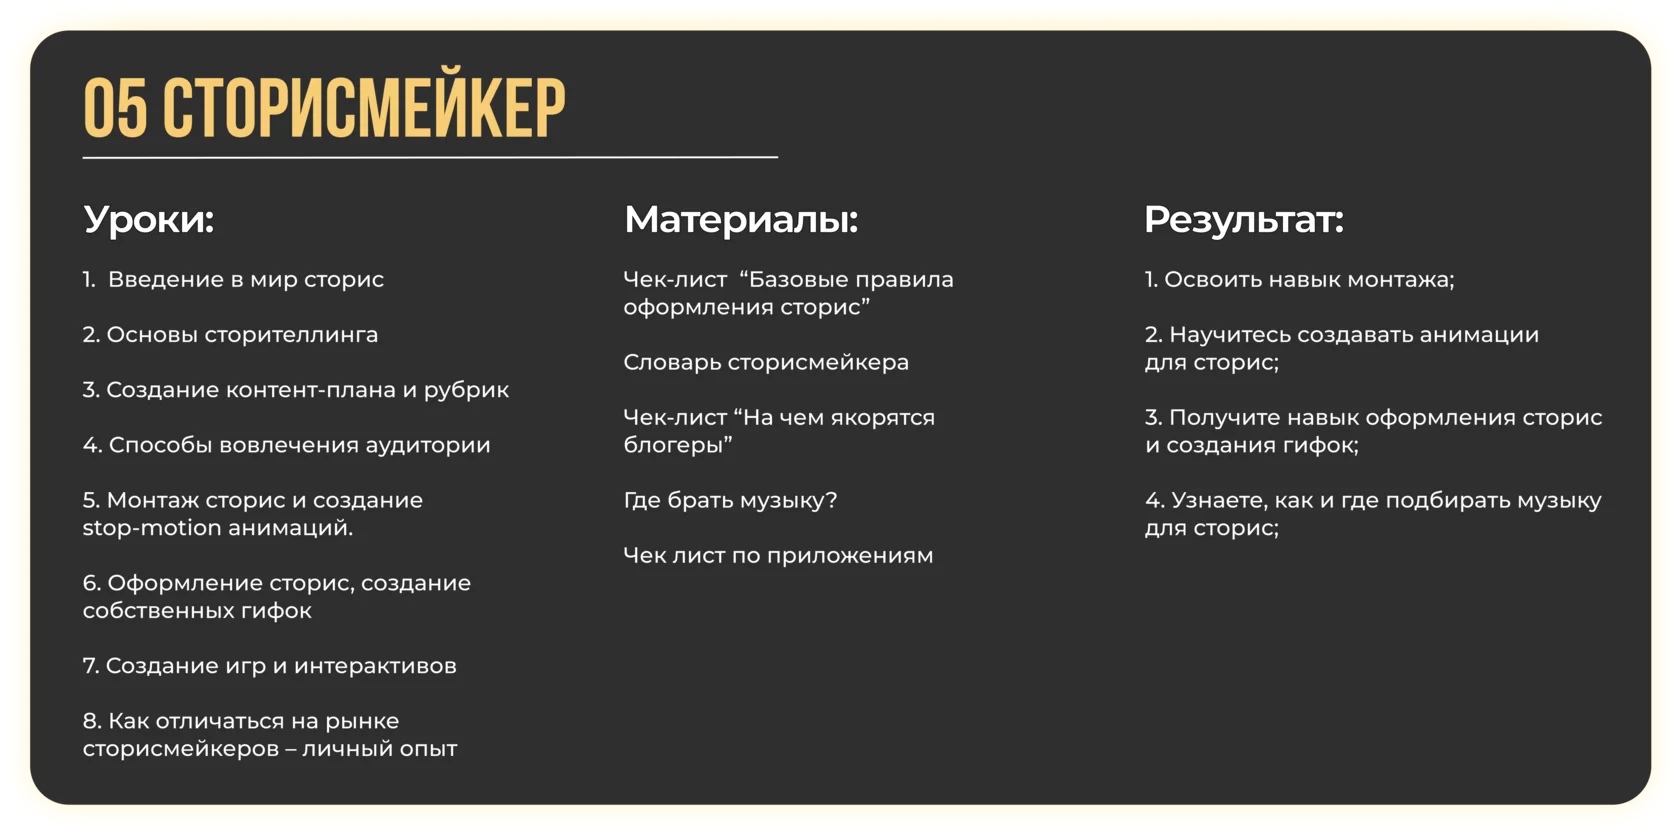 05 СТОРИСМЕЙКЕР
Уроки:
1. Введение в мир сторис
2. Основы сторителлинга
3. Создание контент-плана и рубрик
4. Способы вовлечения аудитории
5. Монтаж сторис и создание
stop-motion анимаций.
6. Оформление сторис, создание
собственных гифок
7. Создание игр и интерактивов
8. Как отличаться на рынке
сторисмейкеров – личный опыт
Материалы:
Чек-лист “Базовые правила
оформления сторис”
Словарь сторисмейкера
Чек-лист “На чем якорятся
блогеры”
Где брать музыку?
Чек лист по приложениям
Результат:
1. Освоить навык монтажа;
2. Научитесь создавать анимации
для сторис;
3. Получите навык оформления сторис
и создания гифок;
4. Узнаете, как и где подбирать музыку
для сторис;